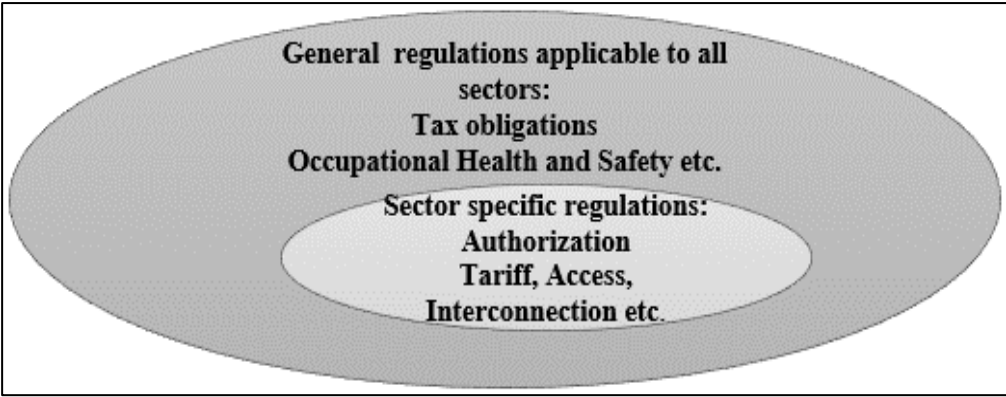 General regulations applicable to all
sectors:
Tax obligations
Occupational Health and Safety etc.
Sector specific regulations:
Authorization
Tariff, Access,
Interconnection etc.